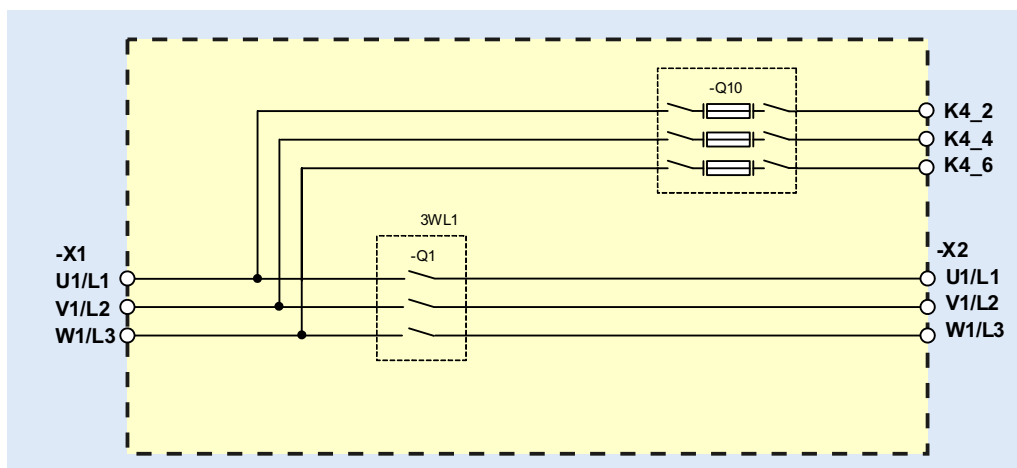 -Q10
K4_2
K4_4
K4_6
3WL1
-Q1
-X1
U1/L1
V1/L2
W1/L3
-X2
U1/L1
V1/L2
W1/L3